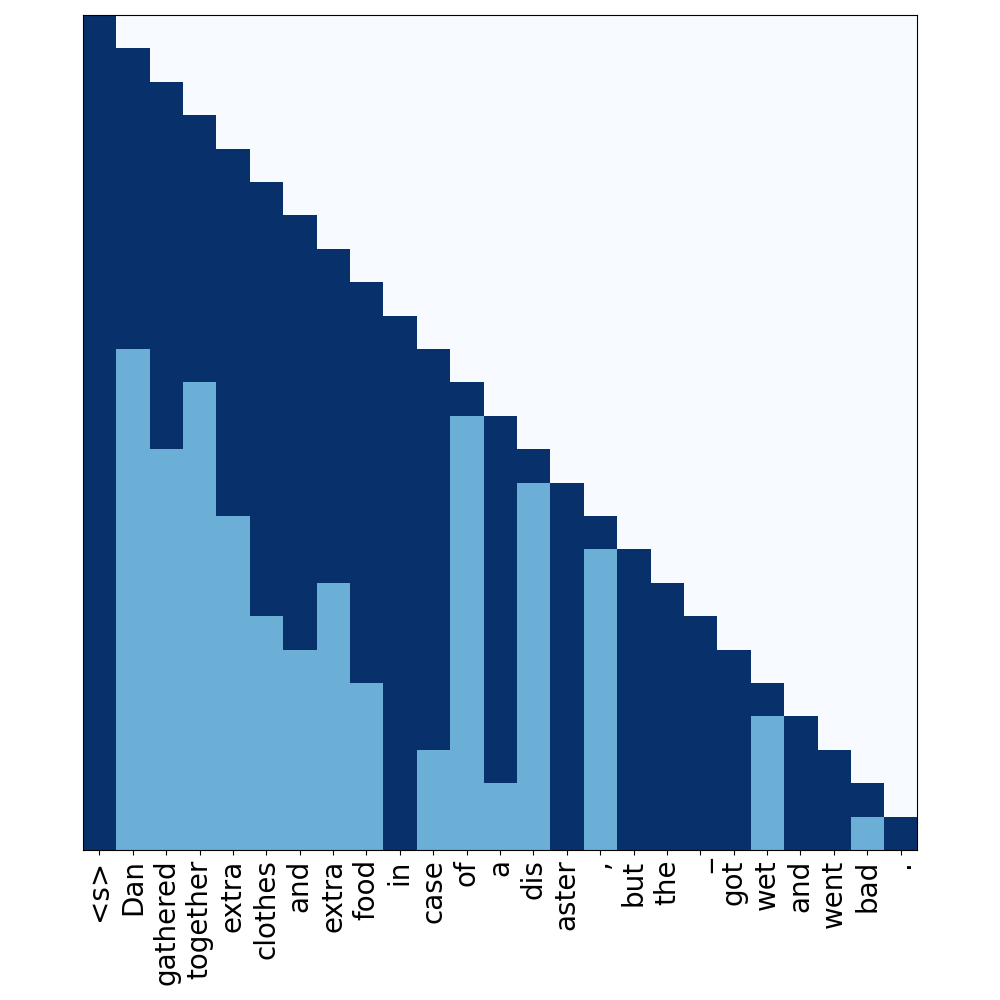 <s> Dan gathered together extra clothes and extra food in case of a dis aster , but the _ got wet and went bad .